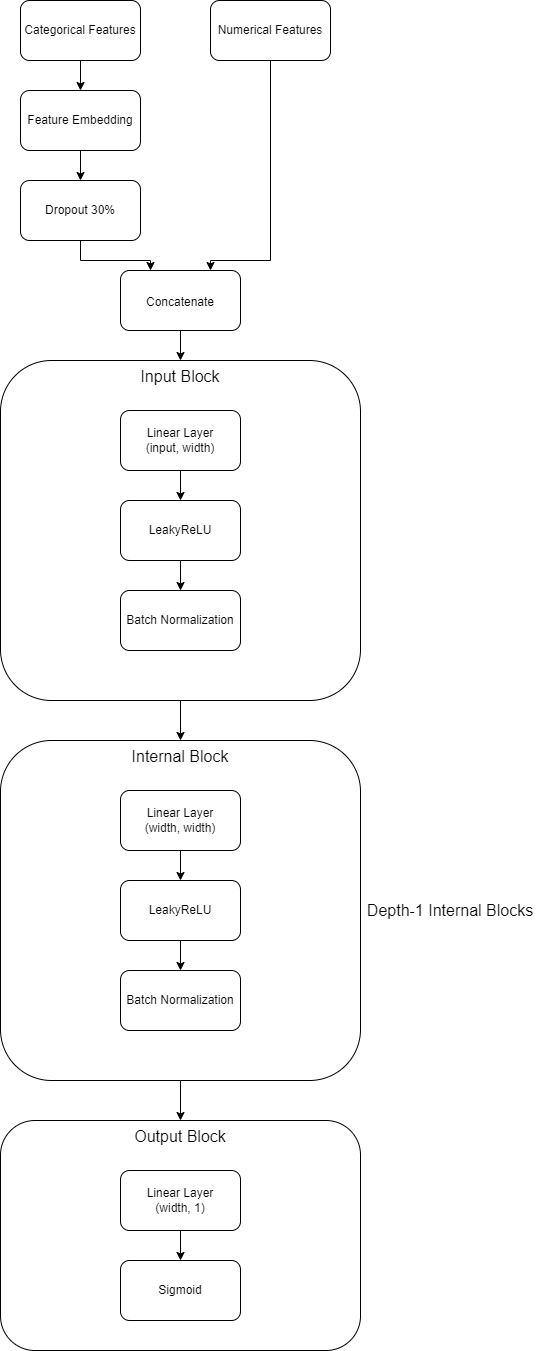 Categorical Features
Numerical Features
Feature Embedding
Dropout 30%
Concatenate
Input Block
Linear Layer
(input, width)
LeakyReLU
Batch Normalization
Internal Block
Linear Layer
(width, width)
LeakyReLU
Depth-1 Internal Blocks
Batch Normalization
Output Block
Linear Layer
(width, 1)
Sigmoid